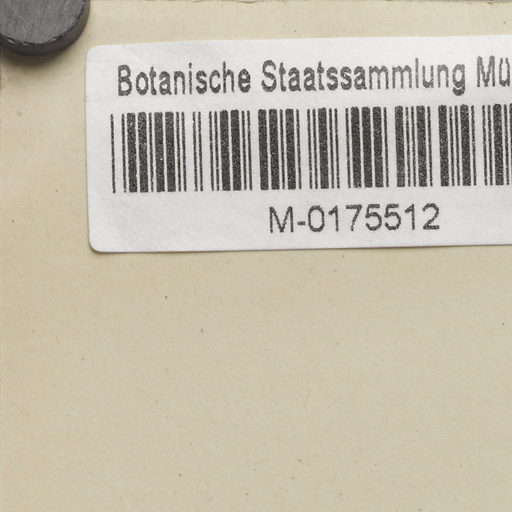 Botanische Staatssammlung Mü
M-0175512